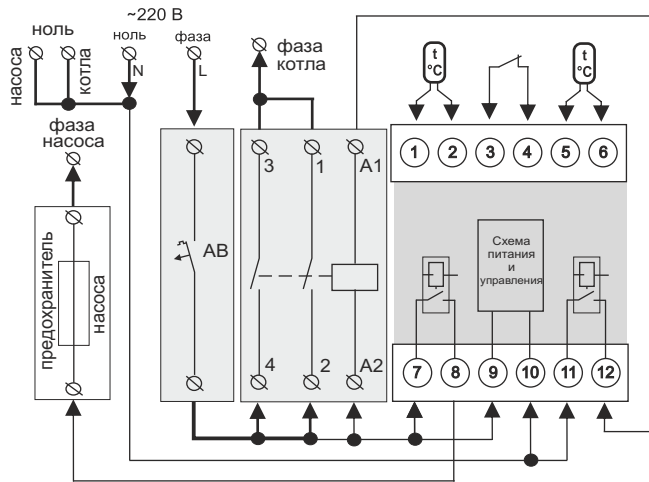 ~220 В
ноль
насоса
котла
ноль
N
фаза
L
фаза
котла
t
°C
t
°C
фаза
насоса
1
2
3
4
5
6
3
1
A1
AB
Схема
питания
и
управления
предохранитель
насоса
4
2
A2
7
8
9
10
11
12